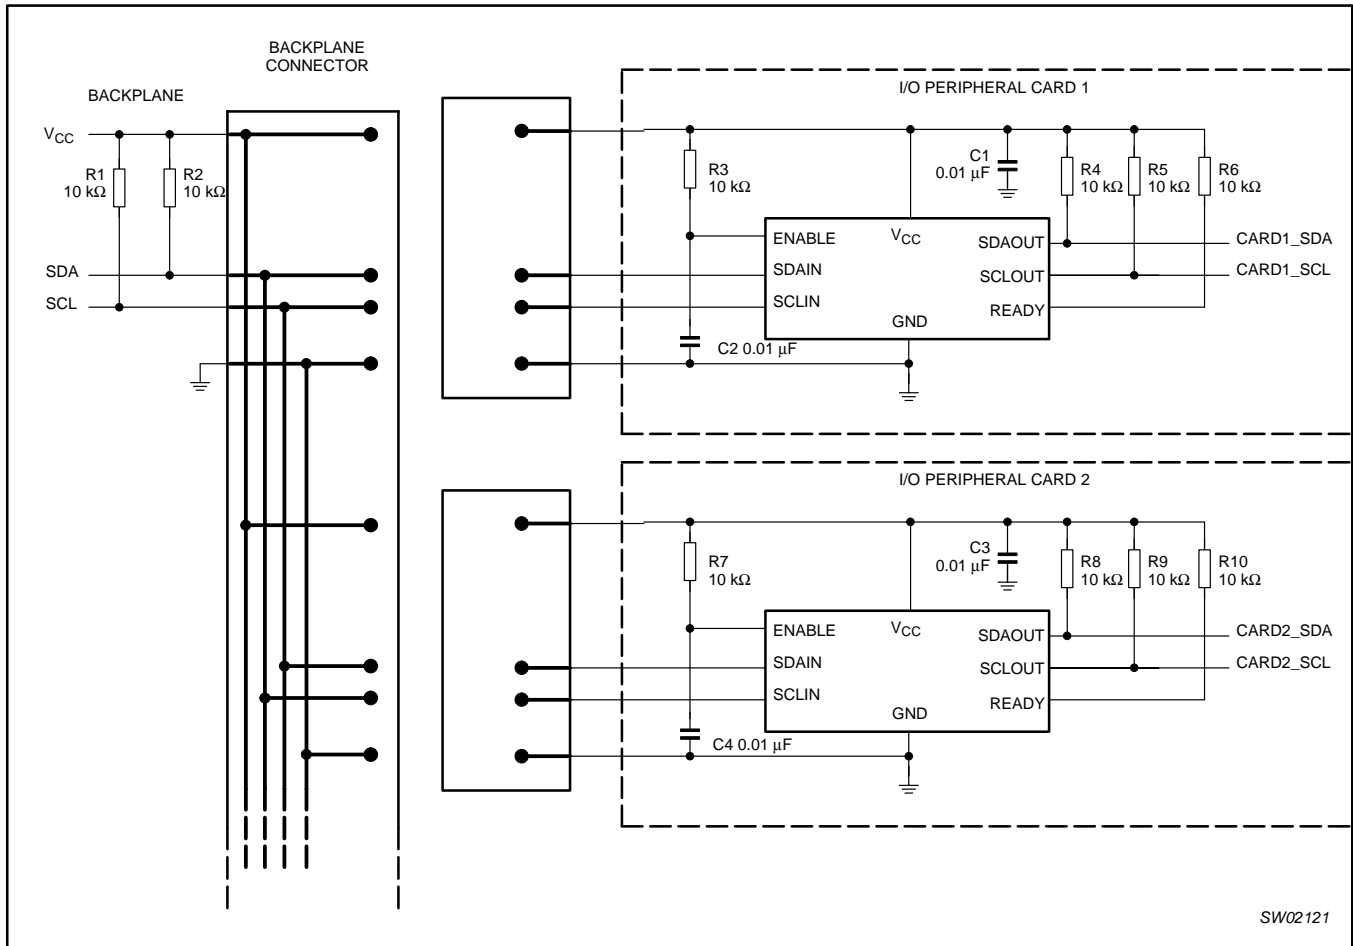 BACKPLANE
CONNECTOR
BACKPLANE
VCC
R1
10 kΩ
R2
10 kΩ
SDA
SCL
I/O PERIPHERAL CARD 1
R3
10 kΩ
C1
0.01 μF
R4
10 kΩ
R5
10 kΩ
R6
10 kΩ
ENABLE
VCC
SDAOUT
CARD1_SDA
SDAIN
SCLOUT
CARD1_SCL
SCLIN
READY
GND
C2 0.01 μF
I/O PERIPHERAL CARD 2
R7
10 kΩ
C3
0.01 μF
R8
10 kΩ
R9
10 kΩ
R10
10 kΩ
ENABLE
VCC
SDAOUT
CARD2_SDA
SDAIN
SCLOUT
CARD2_SCL
SCLIN
READY
GND
C4 0.01 μF
SW02121